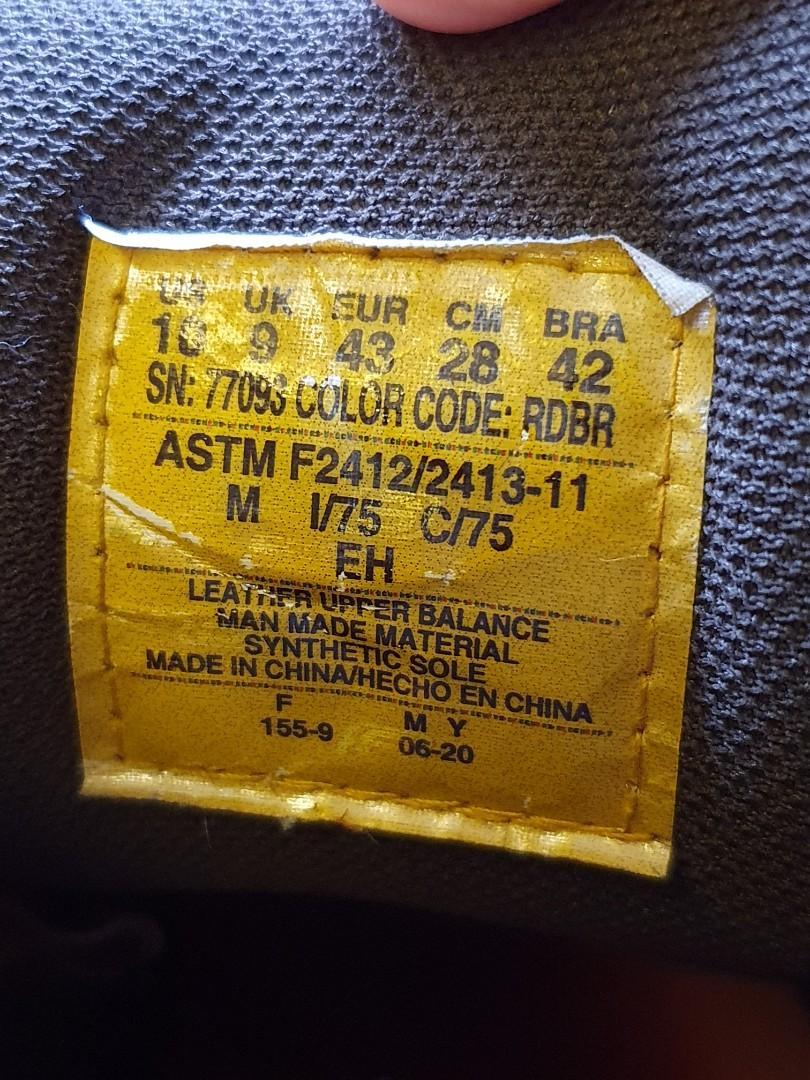 US UK EUR CM BRA
10 9 43 28 42
SN: 77093 COLOR CODE: RDBR
ASTM F2412/2413-11
M I/75 C/75
EH
LEATHER UPPER BALANCE
MAN MADE MATERIAL
SYNTHETIC SOLE
MADE IN CHINA/HECHO EN CHINA
F M Y
155-9 06-20